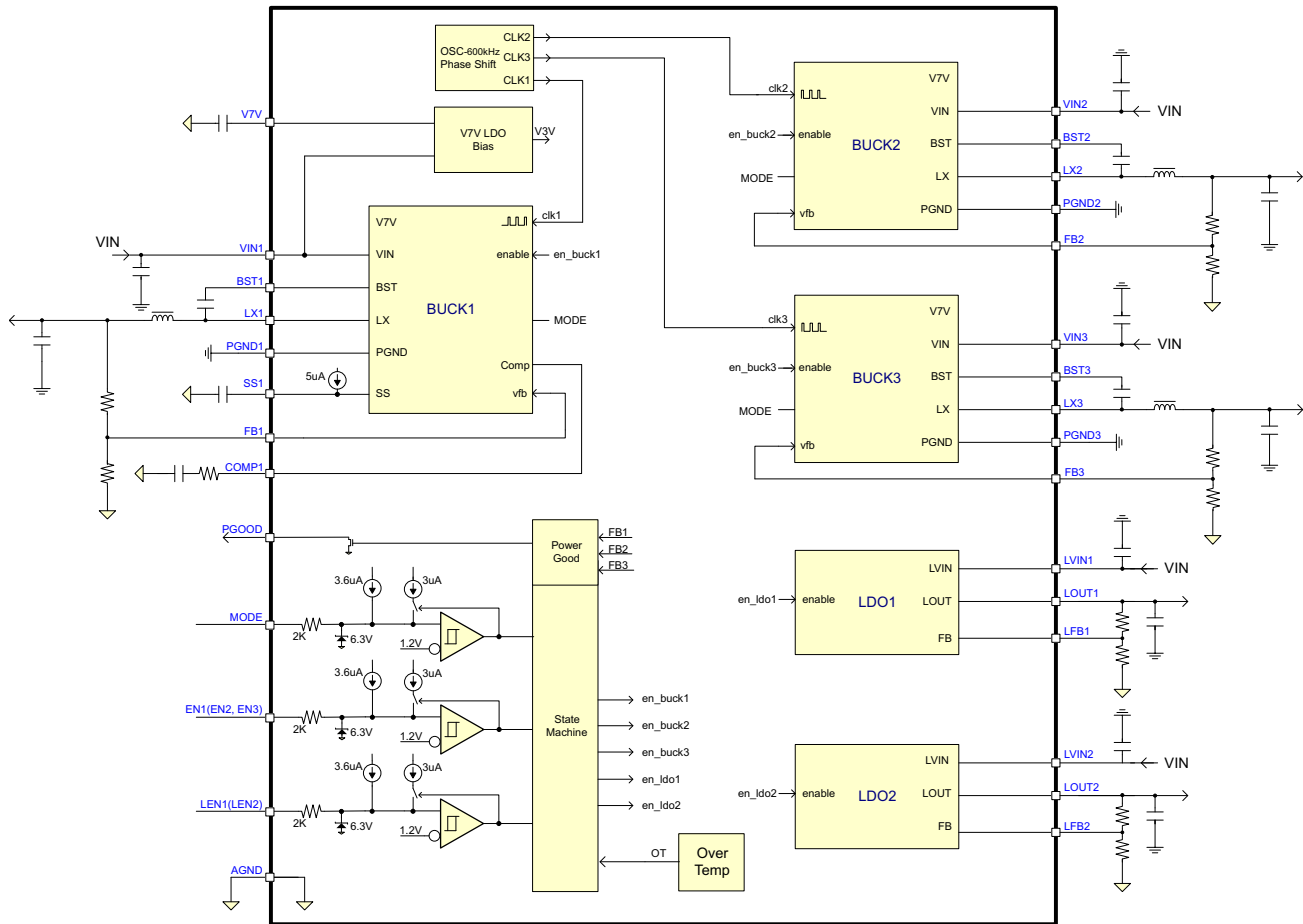 CLK2
OSC-600kHz
Phase Shift
CLK3
CLK1
V7V
V7V LDO
Bias
V3V
V7V
clk1
VIN
VIN1
VIN
enable
en_buck1
BST1
BST
BUCK1
LX1
LX
MODE
PGND1
PGND
Comp
5uA
SS1
SS
vfb
FB1
COMP1
V7V
clk2
VIN
VIN2
VIN
en_buck2
enable
BST
BST2
BUCK2
MODE
LX
LX2
vfb
PGND
PGND2
FB2
V7V
clk3
VIN
VIN3
VIN
en_buck3
enable
BST
BST3
BUCK3
MODE
LX
LX3
vfb
PGND
PGND3
FB3
PGOOD
Power
Good
FB1
FB2
FB3
3.6uA
3uA
MODE
2K
6.3V
1.2V
3.6uA
3uA
EN1(EN2, EN3)
2K
6.3V
1.2V
3.6uA
3uA
LEN1(LEN2)
2K
6.3V
1.2V
State
Machine
en_buck1
en_buck2
en_buck3
en_ldo1
en_ldo2
OT
Over
Temp
AGND
LVIN
LVIN1
VIN
en_ldo1
enable
LDO1
LOUT
LOUT1
FB
LFB1
LVIN
LVIN2
VIN
en_ldo2
enable
LDO2
LOUT
LOUT2
FB
LFB2